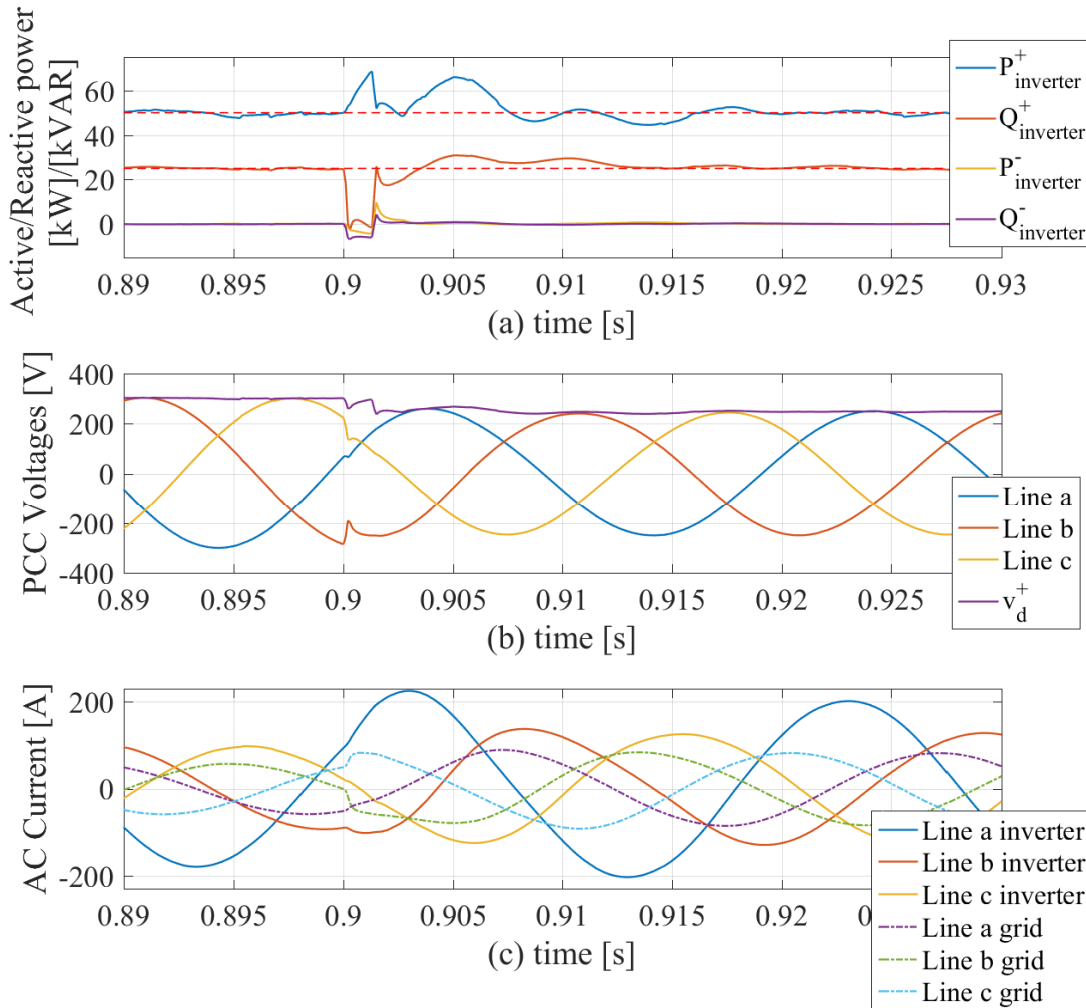 Active/Reactive power
[kW]/[kVAR]
60
40
20
0
P+inverter
Q+inverter
P-inverter
Q-inverter
0.89 0.895 0.9 0.905 0.91 0.915 0.92 0.925 0.93
(a) time [s]
PCC Voltages [V]
400
200
0
-200
-400
Line a
Line b
Line c
v+d
0.89 0.895 0.9 0.905 0.91 0.915 0.92 0.925
(b) time [s]
AC Current [A]
200
0
-200
Line a inverter
Line b inverter
Line c inverter
Line a grid
Line b grid
Line c grid
0.89 0.895 0.9 0.905 0.91 0.915 0.92 0.
(c) time [s]